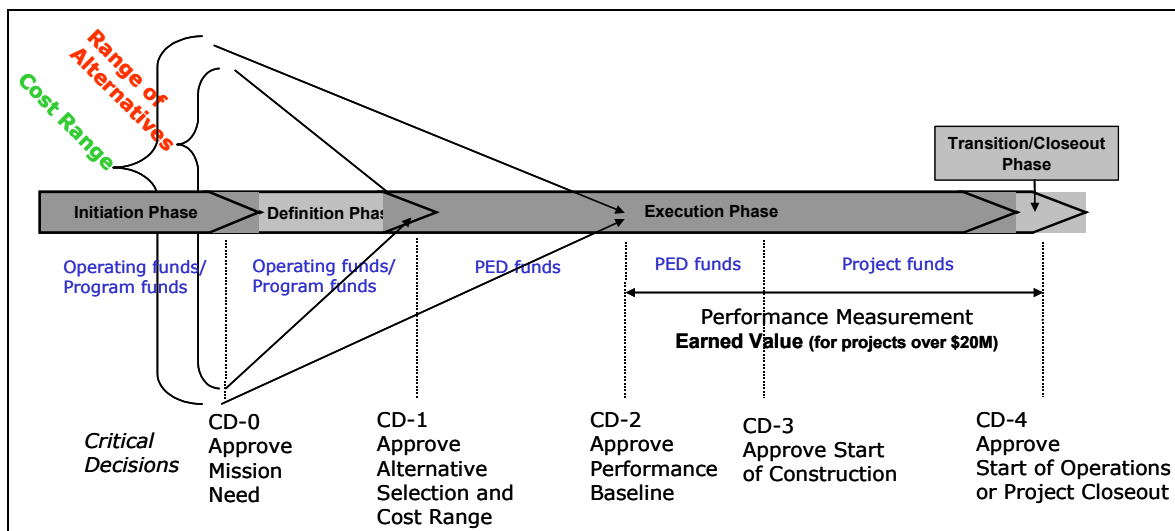 Range of
Alternatives
Cost Range
Transition/Closeout
Phase
Initiation Phase
Definition Phas
Execution Phase
Operating funds/
Program funds
Operating funds/
Program funds
PED funds
PED funds
Project funds
Performance Measurement
Earned Value (for projects over $20M)
Critical
Decisions
CD-0
Approve
Mission
Need
CD-1
Approve
Alternative
Selection and
Cost Range
CD-2
Approve
Performance
Baseline
CD-3
Approve Start
of Construction
CD-4
Approve
Start of Operations
or Project Closeout